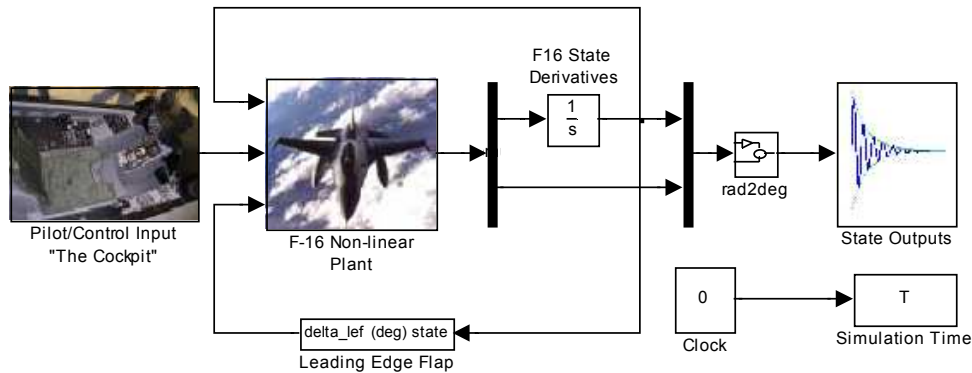 F16 State
Derivatives
1
s
rad2deg
Pilot/Control Input
"The Cockpit"
F-16 Non-linear
Plant
State Outputs
delta_lef (deg) state
Leading Edge Flap
0
Clock
T
Simulation Time